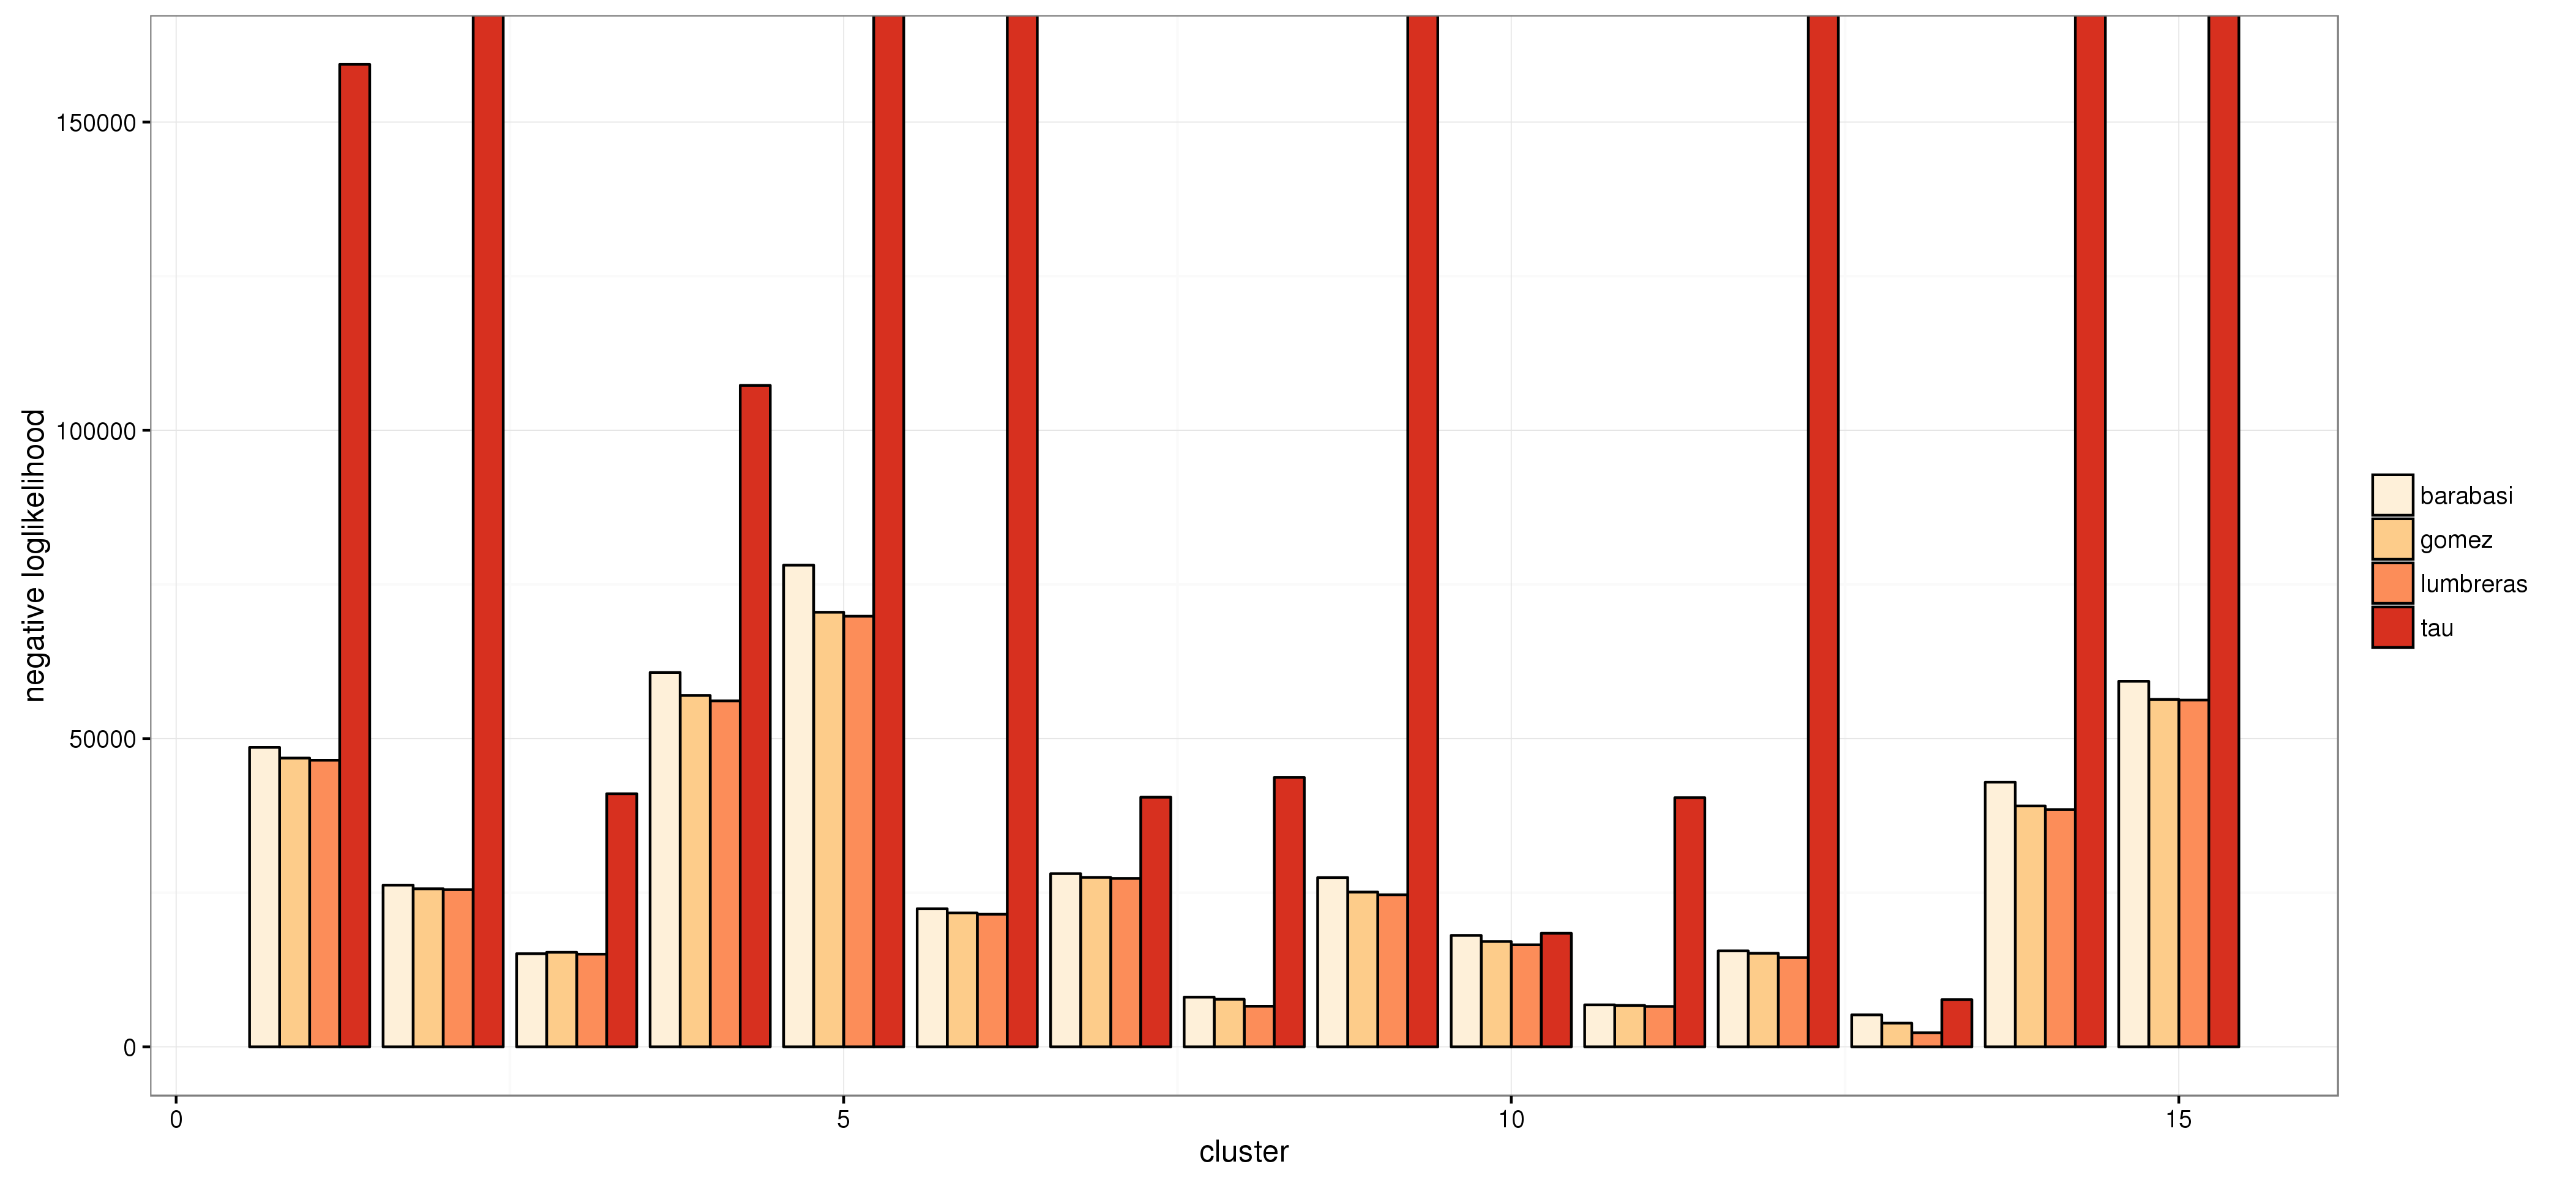 negative loglikelihood
150000
100000
50000
0
0
5
10
15
cluster
barabasi
gomez
lumbreras
tau